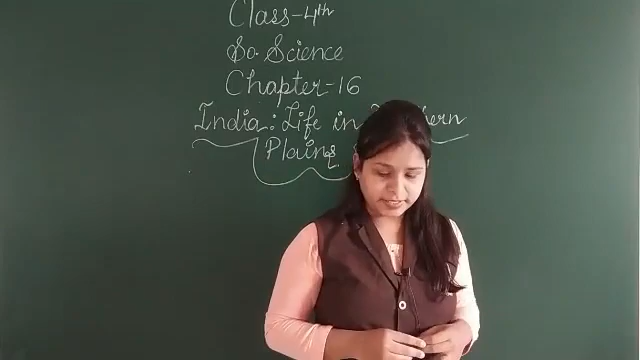 Class-4th
So. Science
Chapter-16
India: Life in
Plains